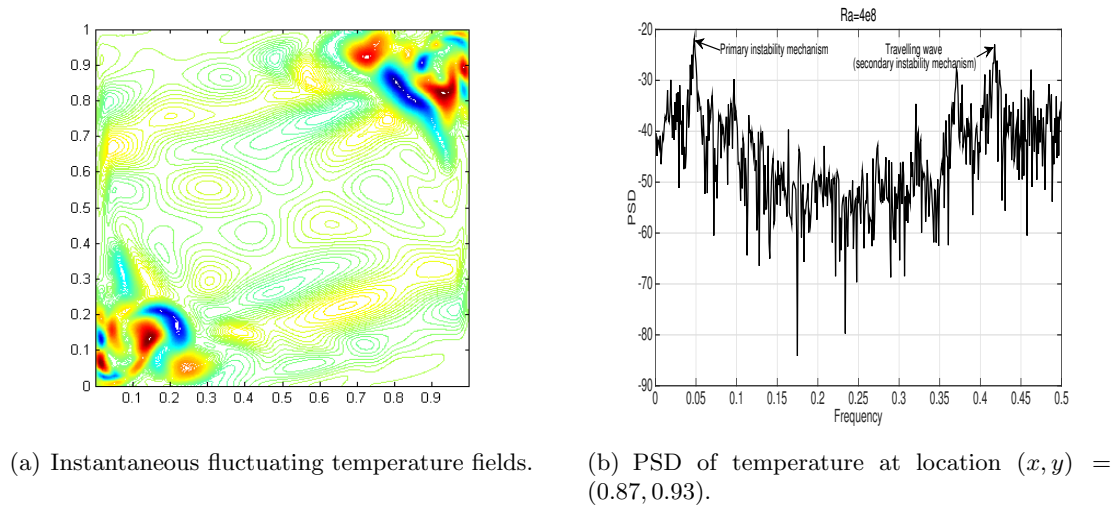 1
0.9
0.8
0.7
0.6
0.5
0.4
0.3
0.2
0.1
0
0.1 0.2 0.3 0.4 0.5 0.6 0.7 0.8 0.9
Ra=4e8
-20
-30
-40
-50
-60
-70
-80
-90
PSD
Primary instability mechanism
Travelling wave
(secondary instability mechanism)
0 0.05 0.1 0.15 0.2 0.25 0.3 0.35 0.4 0.45 0.5
Frequency
(a) Instantaneous fluctuating temperature fields.
(b) PSD of temperature at location (x, y) =
(0.87, 0.93).